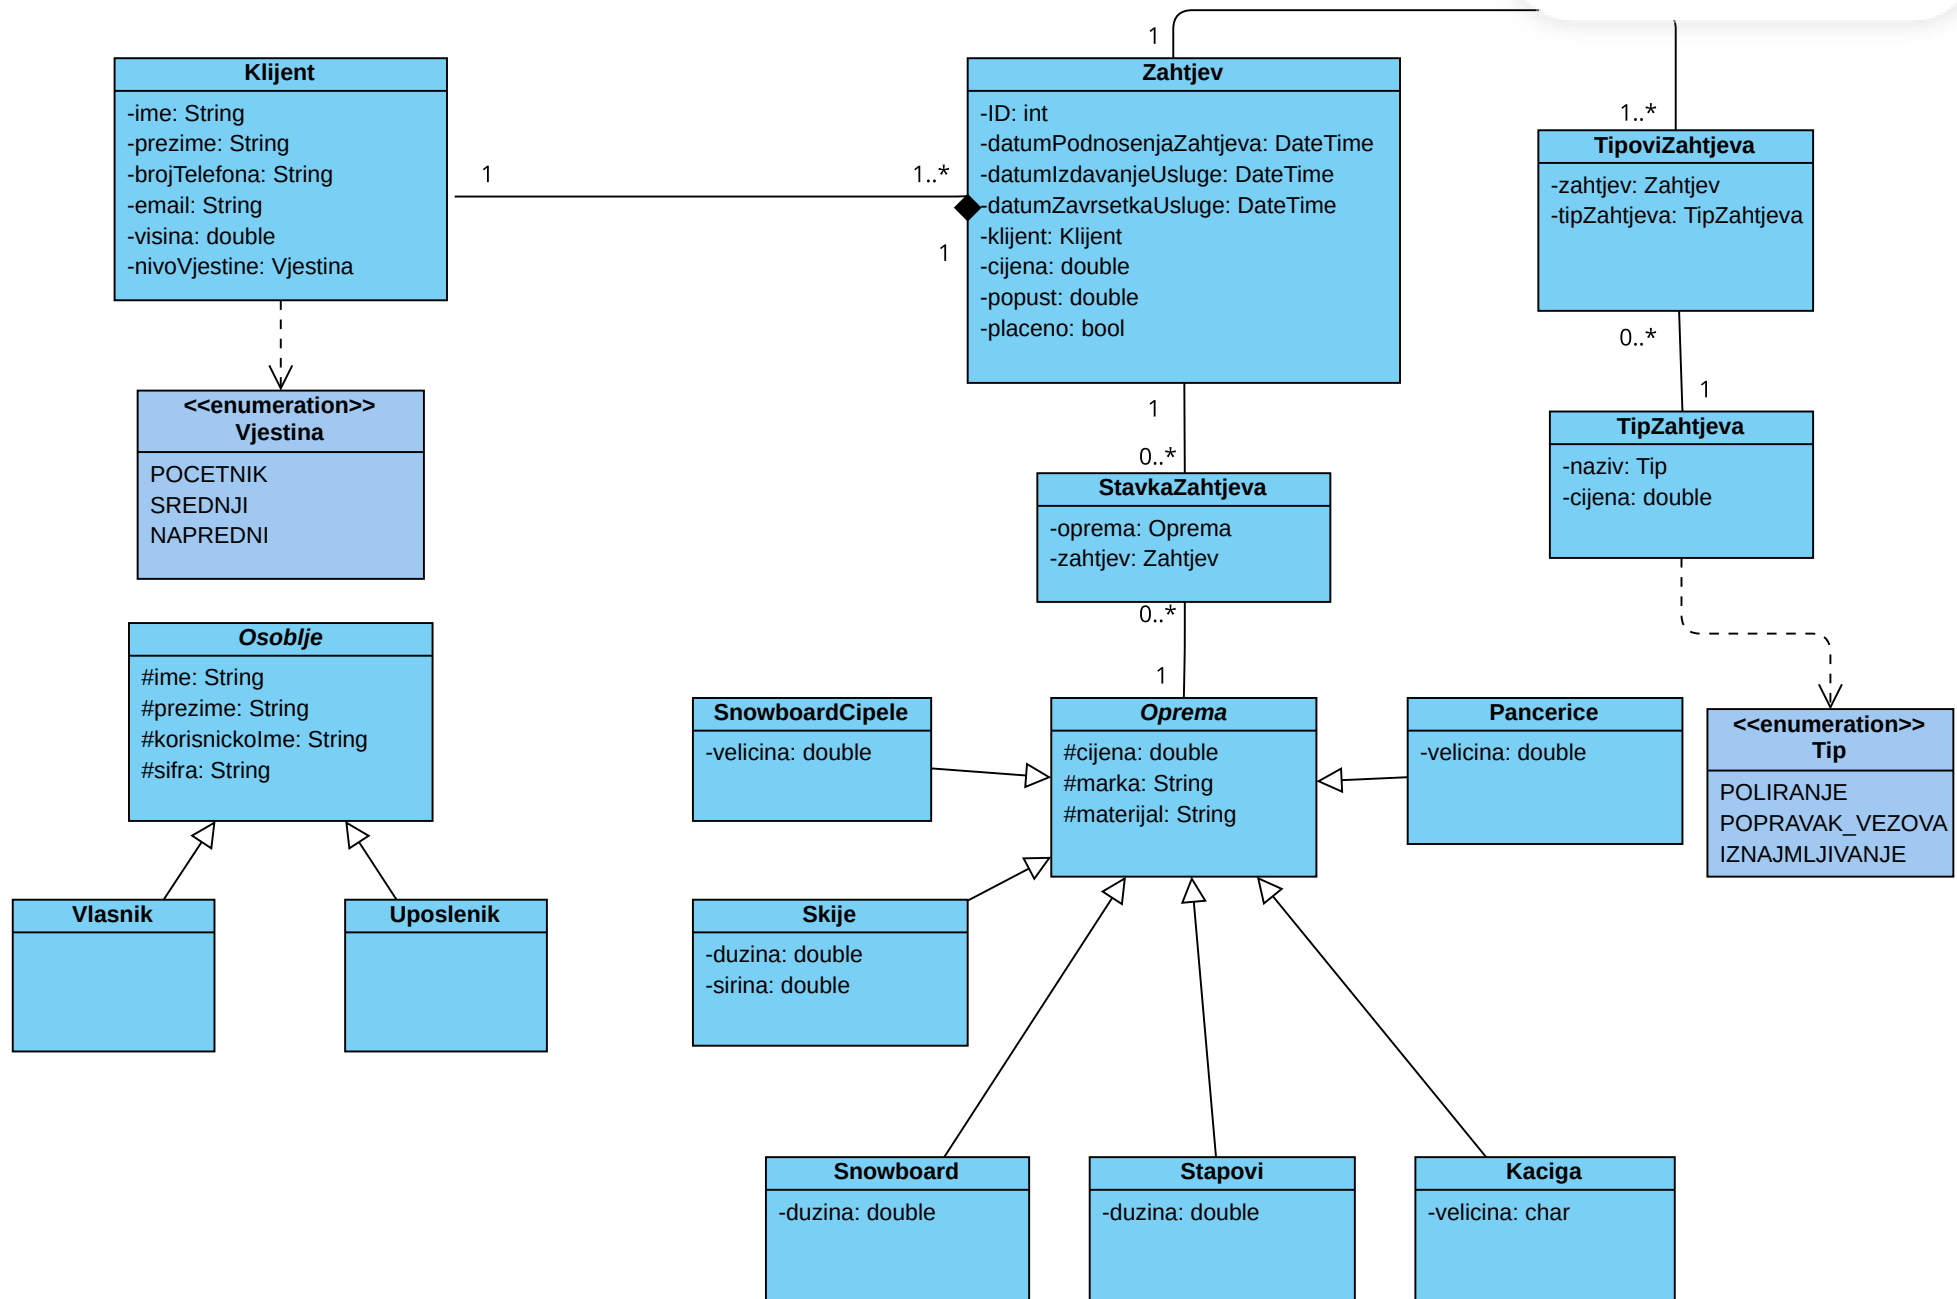 Klijent
-ime: String
-prezime: String
-brojTelefona: String
-email: String
-visina: double
-nivoVjestine: Vjestina
1
1..*
1
1
Zahtjev
-ID: int
-datumPodnosenjaZahtjeva: DateTime
-datumIzdavanjeUsluge: DateTime
-datumZavrsetkaUsluge: DateTime
-klijent: Klijent
-cijena: double
-popust: double
-placeno: bool
1..*
TipoviZahtjeva
-zahtjev: Zahtjev
-tipZahtjeva: TipZahtjeva
0..*
1
TipZahtjeva
-naziv: Tip
-cijena: double
<<enumeration>>
Vjestina
POCETNIK
SREDNJI
NAPREDNI
1
0..*
StavkaZahtjeva
-oprema: Oprema
-zahtjev: Zahtjev
0..*
1
Osoblje
#ime: String
#prezime: String
#korisnickoIme: String
#sifra: String
Vlasnik
Uposlenik
SnowboardCipele
-velicina: double
Oprema
#cijena: double
#marka: String
#materijal: String
Pancerice
-velicina: double
<<enumeration>>
Tip
POLIRANJE
POPRAVAK_VEZOVA
IZNAJMLJIVANJE
Skije
-duzina: double
-sirina: double
Snowboard
-duzina: double
Stapovi
-duzina: double
Kaciga
-velicina: char